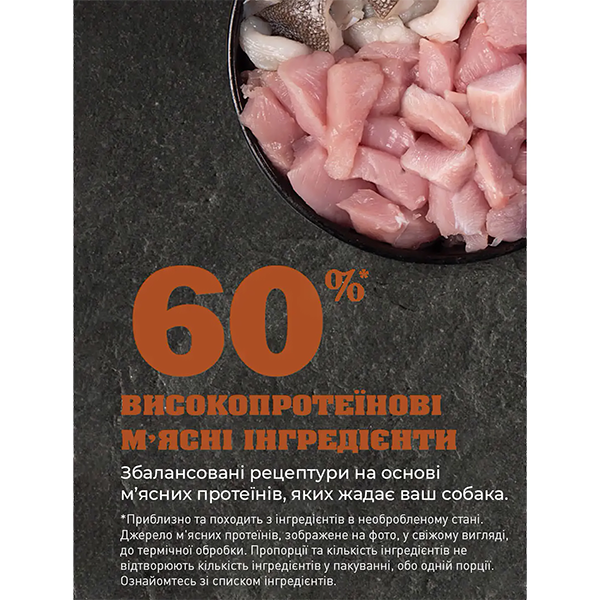 60%*
ВИСОКОПРОТЕЇНОВІ
М’ЯСНІ ІНГРЕДІЄНТИ
Збалансовані рецептури на основі
м’ясних протеїнів, яких жадає ваш собака.
*Приблизно та походить з інгредієнтів в необробленому стані.
Джерело м’ясних протеїнів, зображене на фото, у свіжому вигляді,
до термічної обробки. Пропорції та кількість інгредієнтів не
відтворюють кількість інгредієнтів у пакуванні, або одній порції.
Ознайомтесь зі списком інгредієнтів.